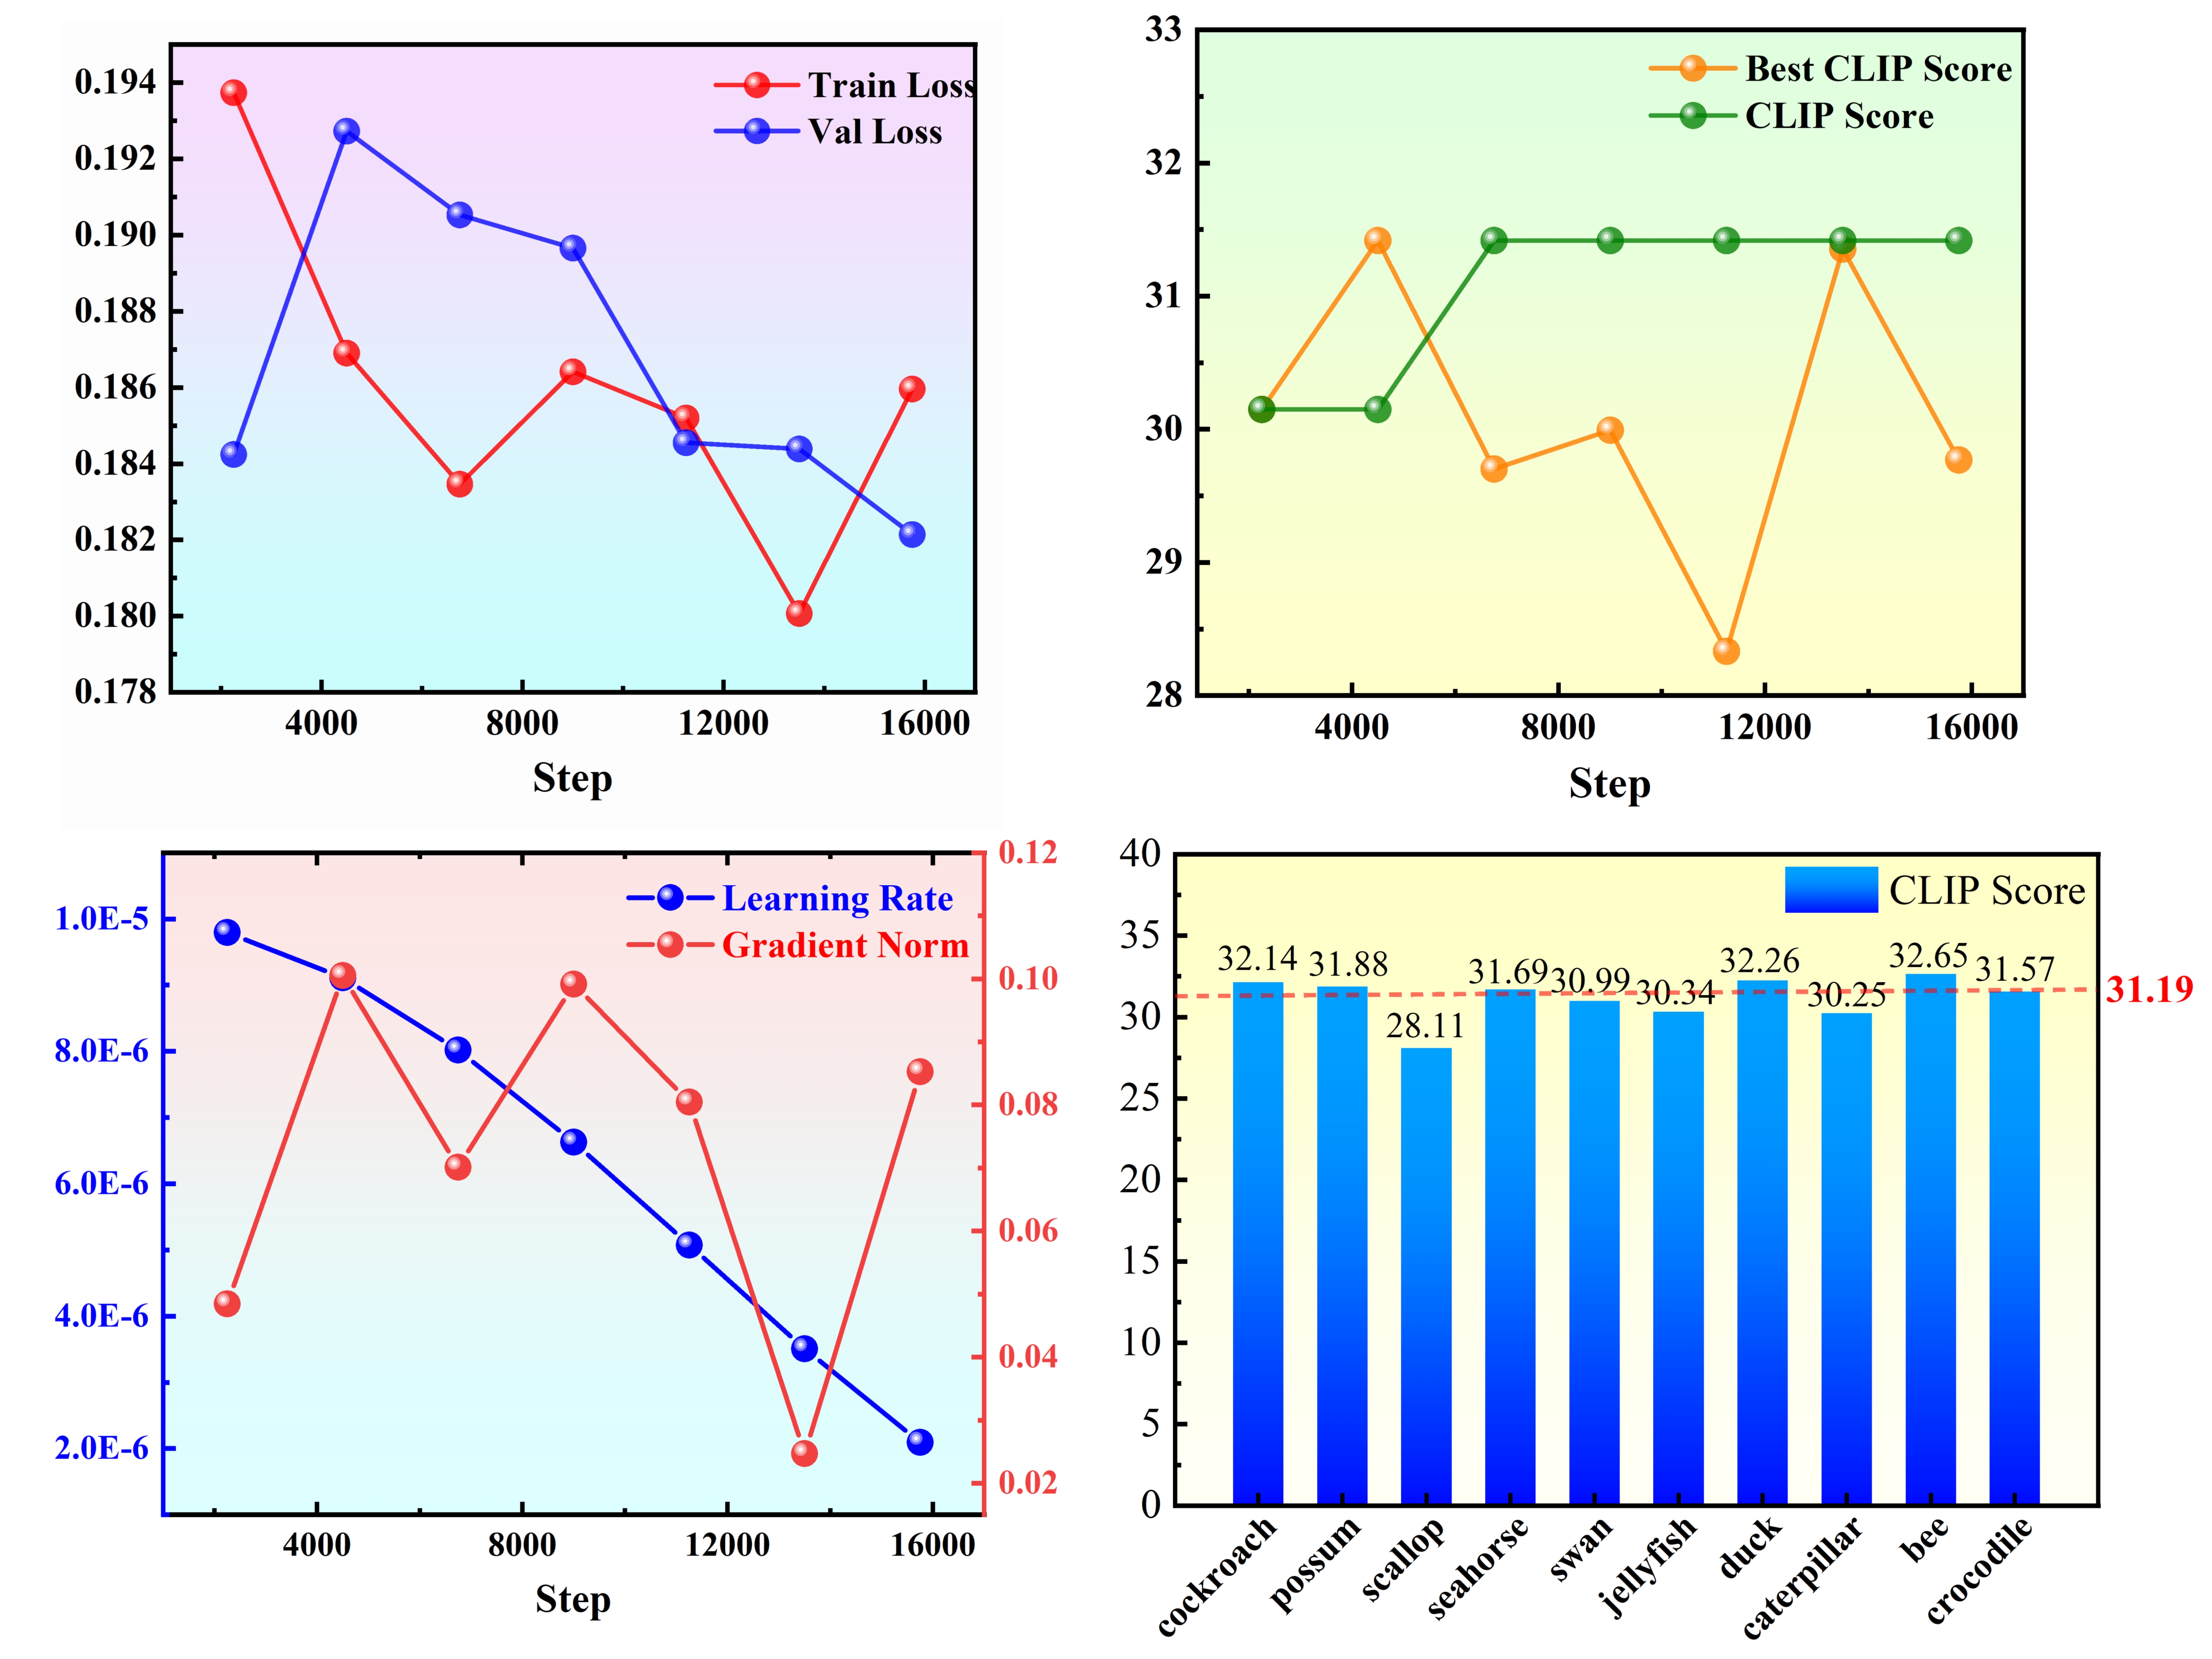 0.194
0.192
0.190
0.188
0.186
0.184
0.182
0.180
0.178
Train Loss
Val Loss
4000 8000 12000 16000
Step
33
32
31
30
29
28
Best CLIP Score
CLIP Score
4000 8000 12000 16000
Step
1.0E-5
8.0E-6
6.0E-6
4.0E-6
2.0E-6
Learning Rate
Gradient Norm
0.12
0.10
0.08
0.06
0.04
0.02
4000 8000 12000 16000
Step
40
35
30
25
20
15
10
5
0
CLIP Score
32.14 31.88 28.11 31.69 30.99 30.34 32.26 30.25 32.65 31.57
31.19
cockroach possum scallop seahorse swan jellyfish duck caterpillar bee crocodile